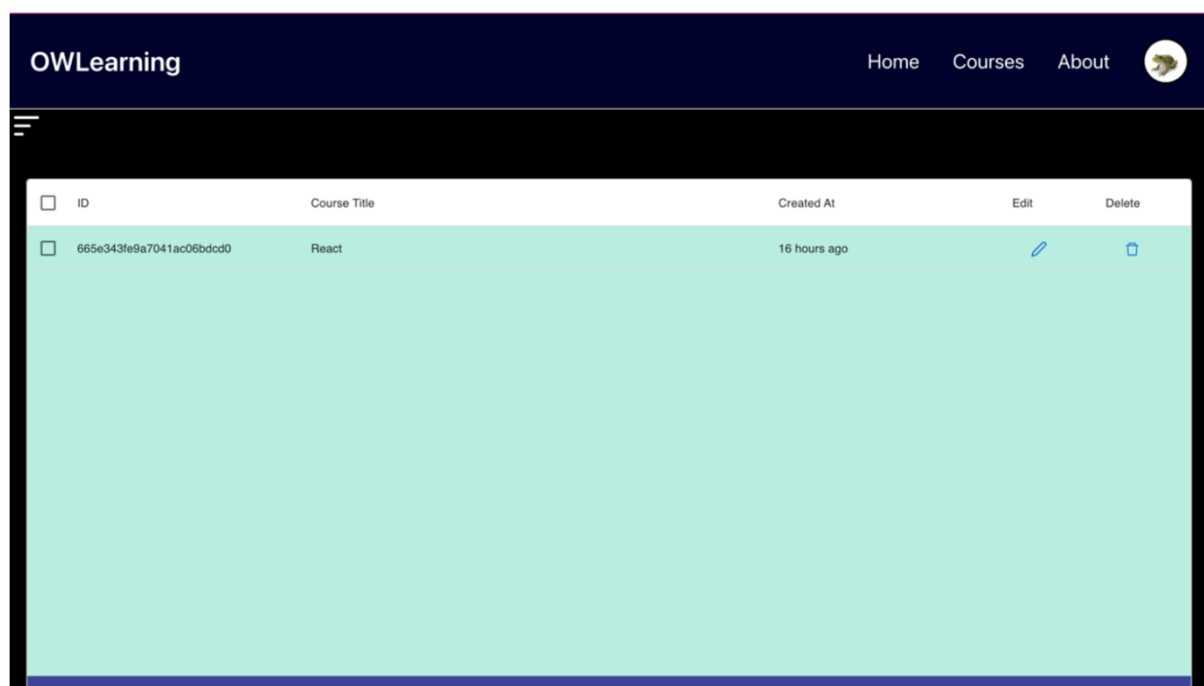 OWLearning Home Courses About
ID Course Title Created At Edit Delete
665e343fe9a7041ac06bdcd0 React 16 hours ago